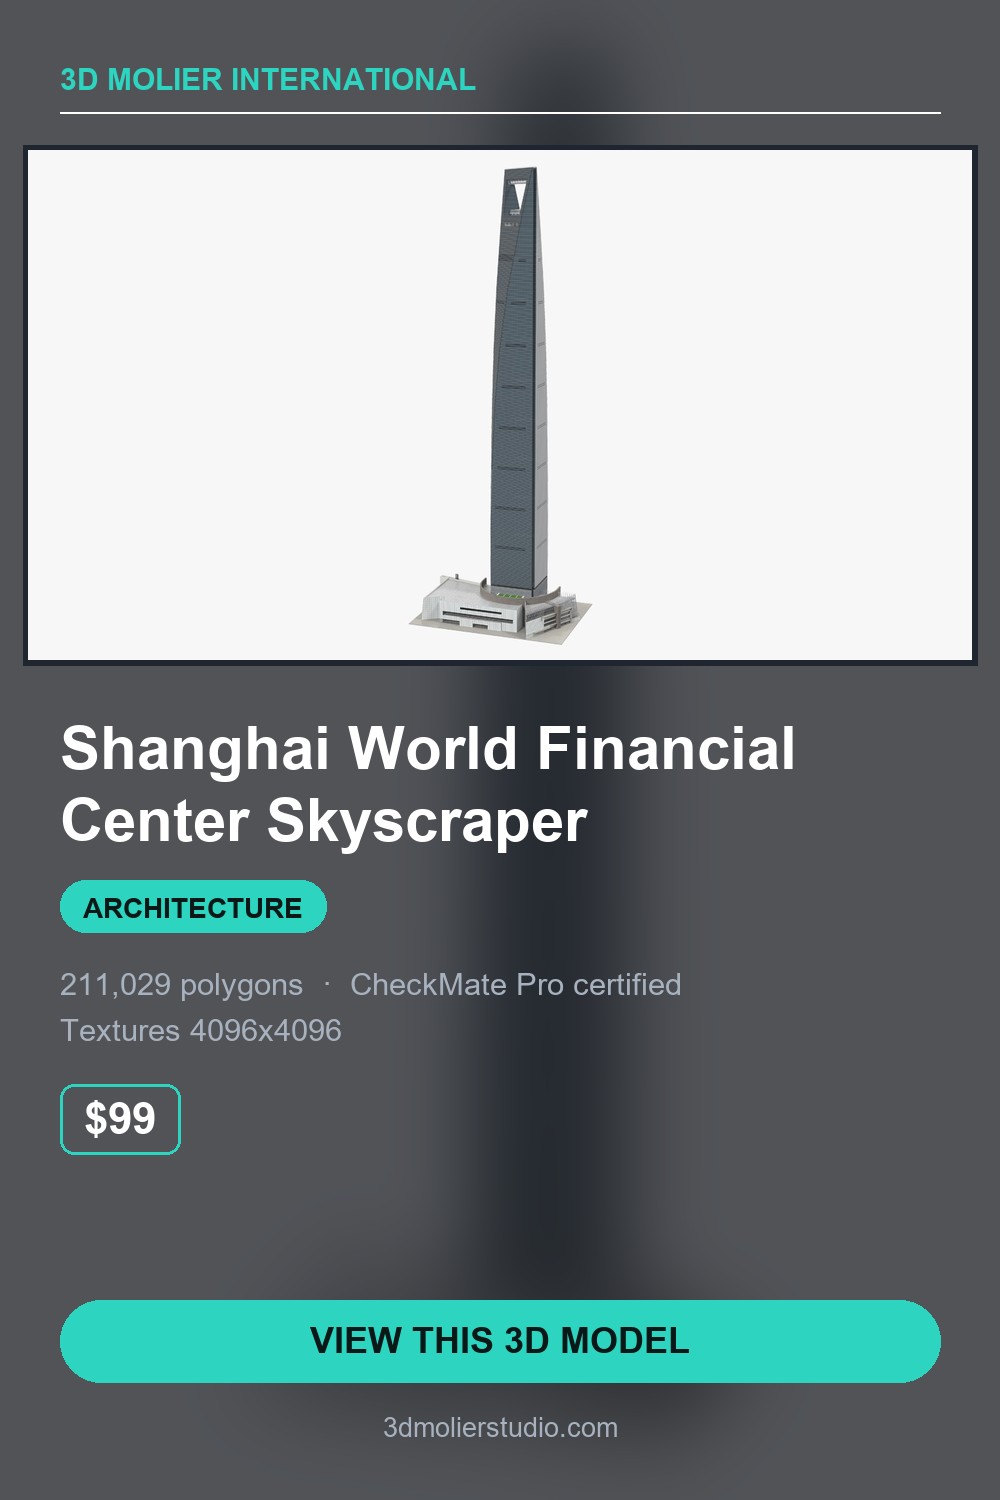 3D MOLIER INTERNATIONAL
Shanghai World Financial
Center Skyscraper
ARCHITECTURE
211,029 polygons · CheckMate Pro certified
Textures 4096x4096
$99
VIEW THIS 3D MODEL
3dmolierstudio.com